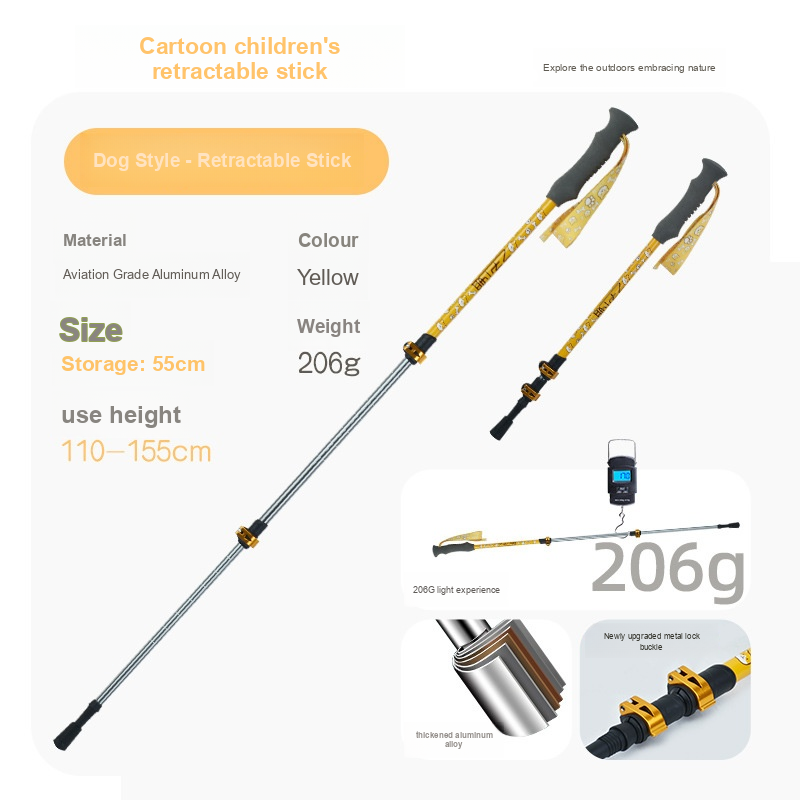 Cartoon children's
retractable stick
Explore the outdoors embracing nature
Dog Style - Retractable Stick
Material
Colour
Aviation Grade Aluminum Alloy
Yellow
Size
Weight
Storage: 55cm
206g
use height
110-155cm
206g
206G light experience
Newly upgraded metal lock
buckle
thickened aluminum
alloy